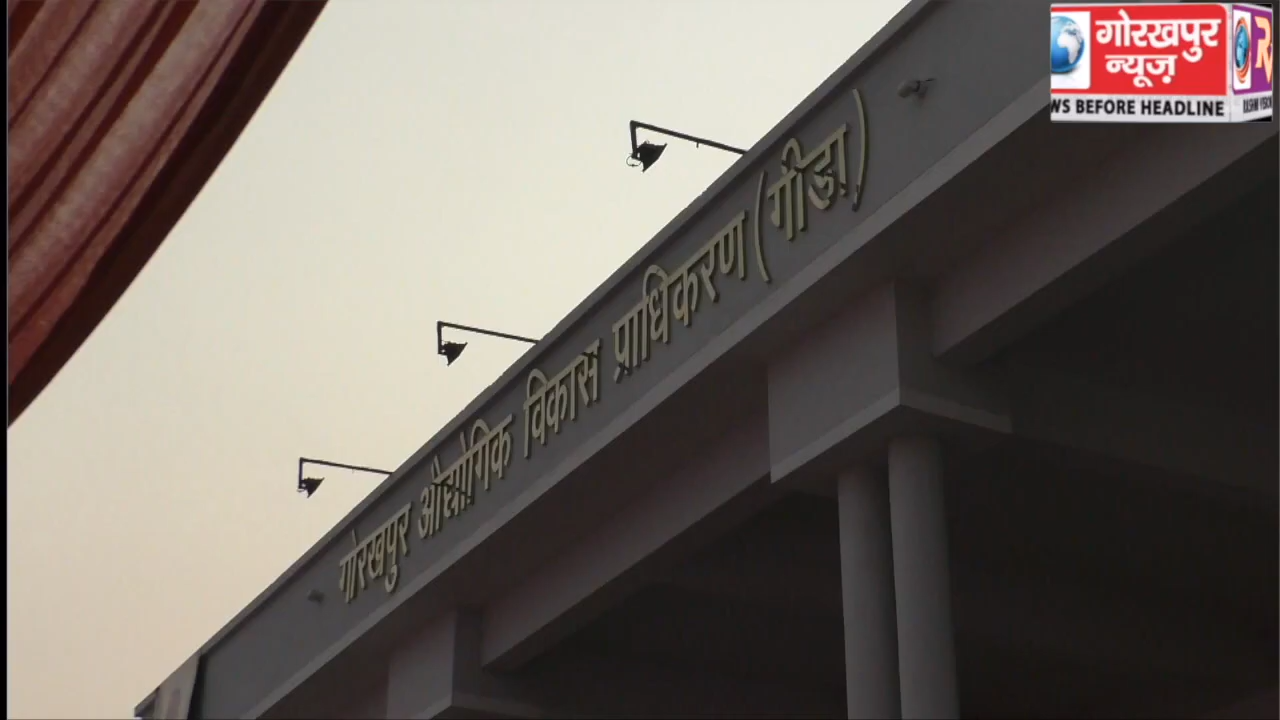 गोरखपुर
न्यूज़
WS BEFORE HEADLINE
गोरखपुर औद्योगिक विकास प्राधिकरण (गीडा)